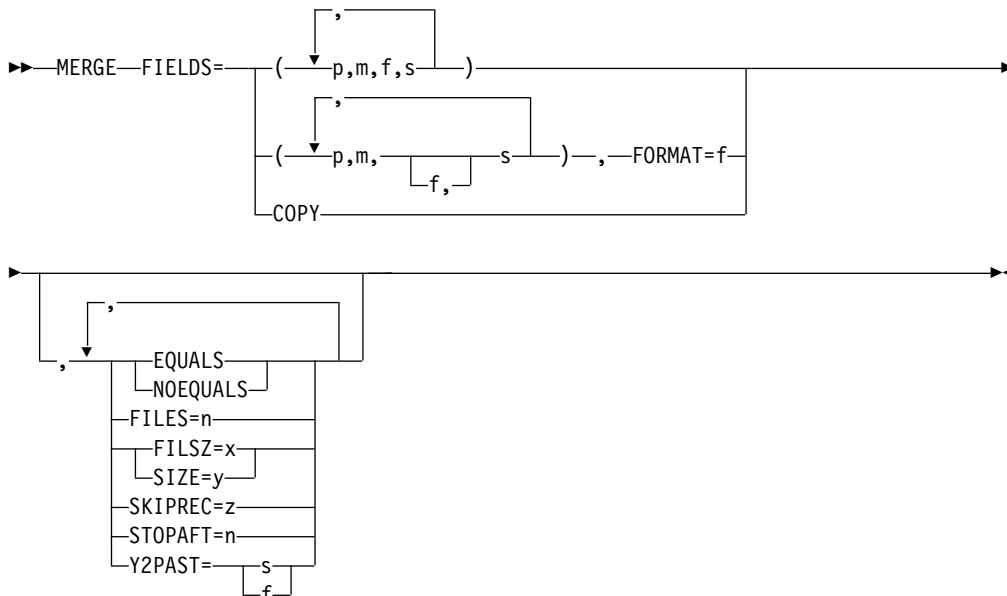 ,
MERGE FIELDS= ( p,m,f,s )
,
( p,m, s ) , FORMAT=f
f,
COPY
,
, EQUALS
NOEQUALS
FILES=n
FILSZ=x
SIZE=y
SKIPREC=z
STOPAFT=n
Y2PAST= s
f